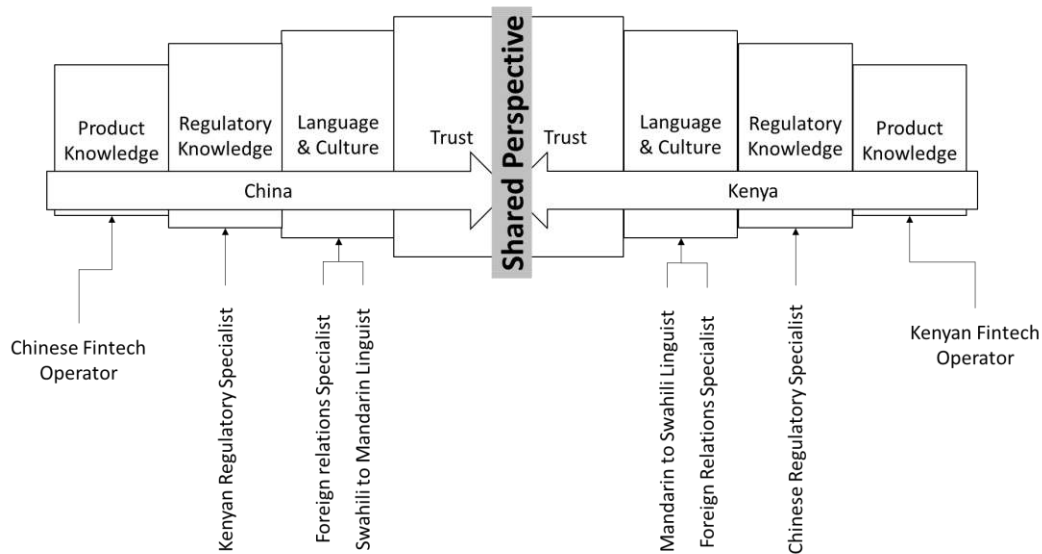 Product
Knowledge
Regulatory
Knowledge
Language
& Culture
Trust
Shared Perspective
Trust
Language
& Culture
Regulatory
Knowledge
Product
Knowledge
China
Kenya
Chinese Fintech
Operator
Kenyan Regulatory Specialist
Foreign relations Specialist
Swahili to Mandarin Linguist
Mandarin to Swahili Linguist
Foreign Relations Specialist
Chinese Regulatory Specialist
Kenyan Fintech
Operator